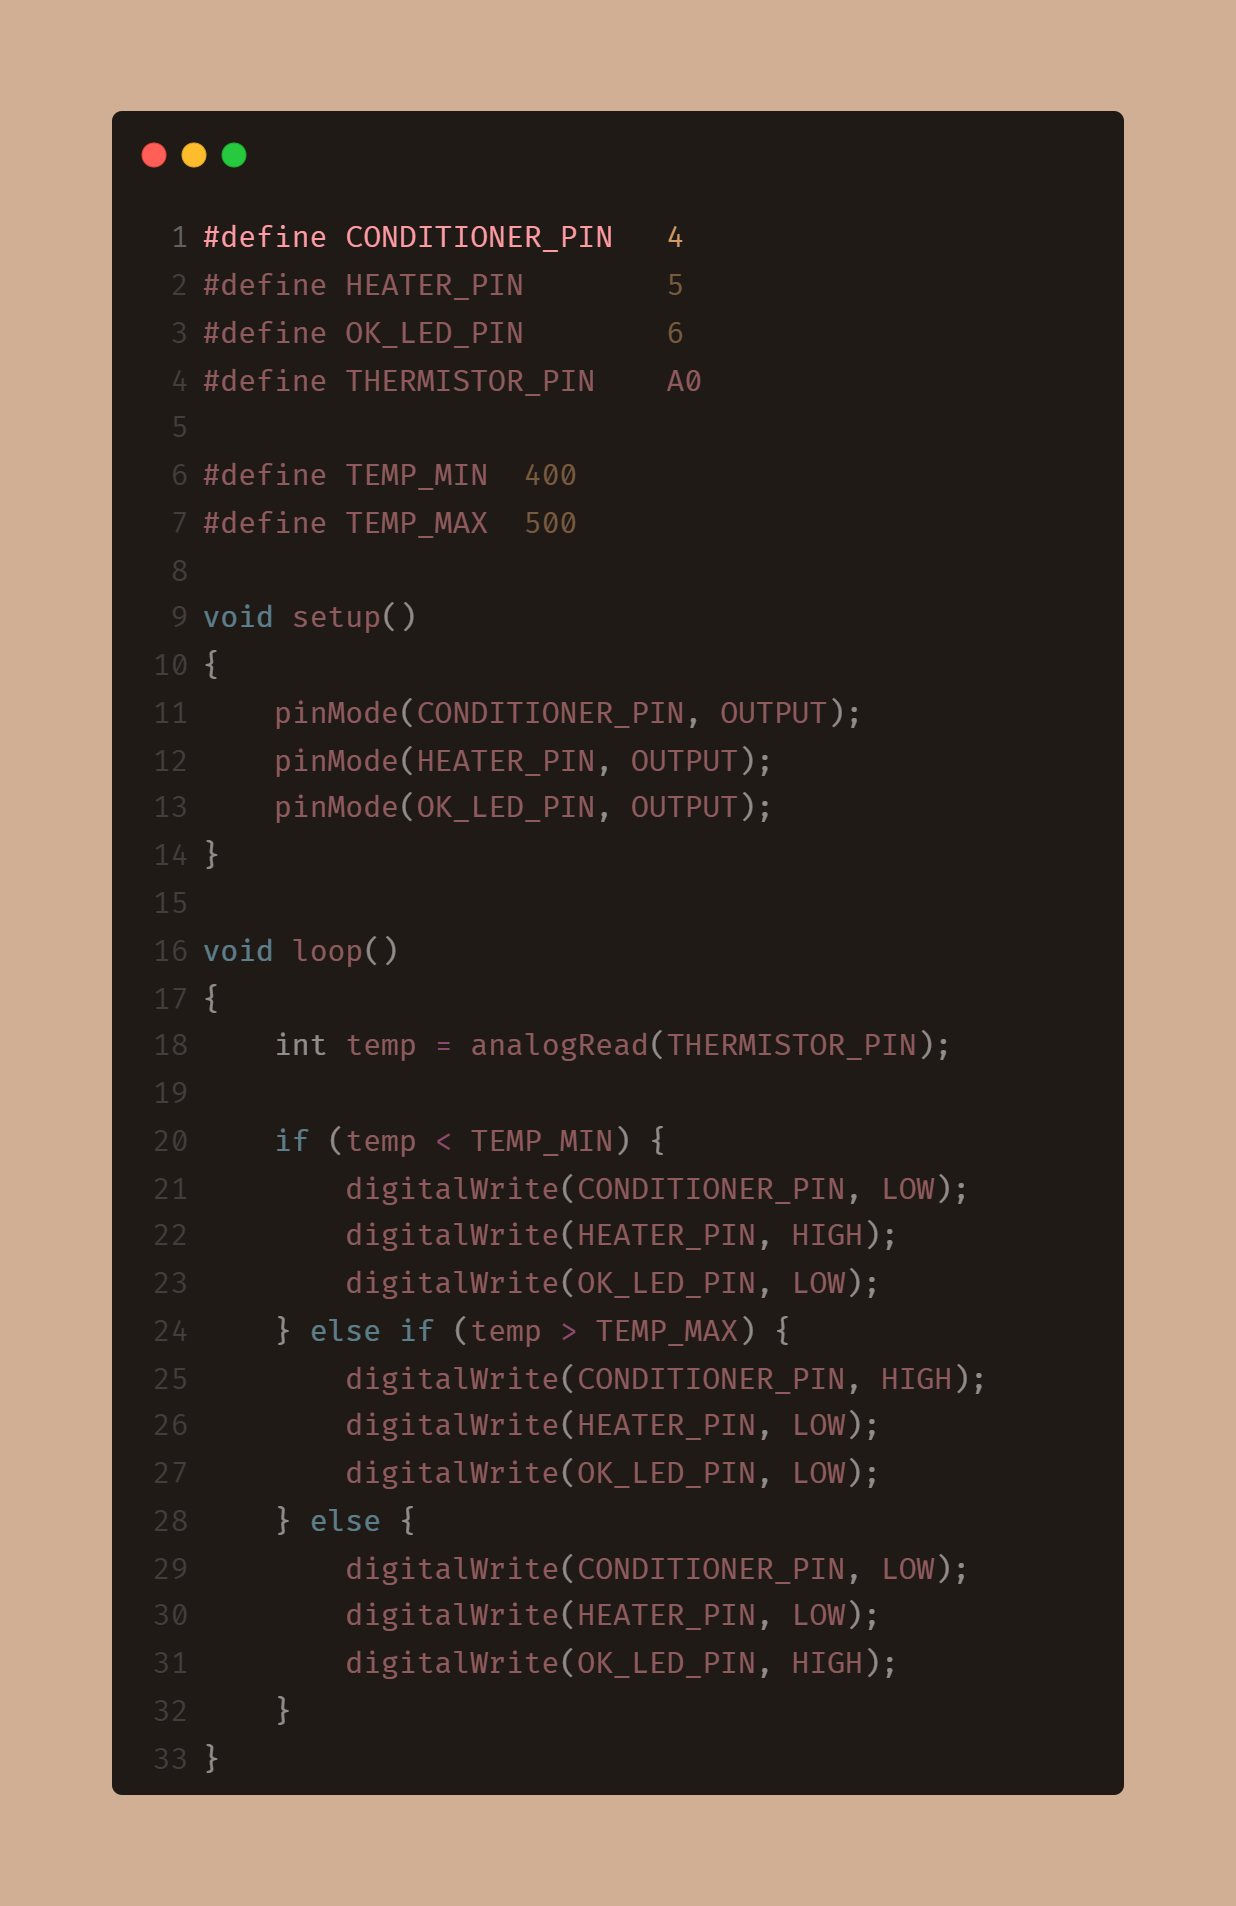 1 #define CONDITIONER_PIN   4
2 #define HEATER_PIN        5
3 #define OK_LED_PIN        6
4 #define THERMISTOR_PIN    A0
5
6 #define TEMP_MIN  400
7 #define TEMP_MAX  500
8
9 void setup()
10 {
11     pinMode(CONDITIONER_PIN, OUTPUT);
12     pinMode(HEATER_PIN, OUTPUT);
13     pinMode(OK_LED_PIN, OUTPUT);
14 }
15
16 void loop()
17 {
18     int temp = analogRead(THERMISTOR_PIN);
19
20     if (temp < TEMP_MIN) {
21         digitalWrite(CONDITIONER_PIN, LOW);
22         digitalWrite(HEATER_PIN, HIGH);
23         digitalWrite(OK_LED_PIN, LOW);
24     } else if (temp > TEMP_MAX) {
25         digitalWrite(CONDITIONER_PIN, HIGH);
26         digitalWrite(HEATER_PIN, LOW);
27         digitalWrite(OK_LED_PIN, LOW);
28     } else {
29         digitalWrite(CONDITIONER_PIN, LOW);
30         digitalWrite(HEATER_PIN, LOW);
31         digitalWrite(OK_LED_PIN, HIGH);
32     }
33 }